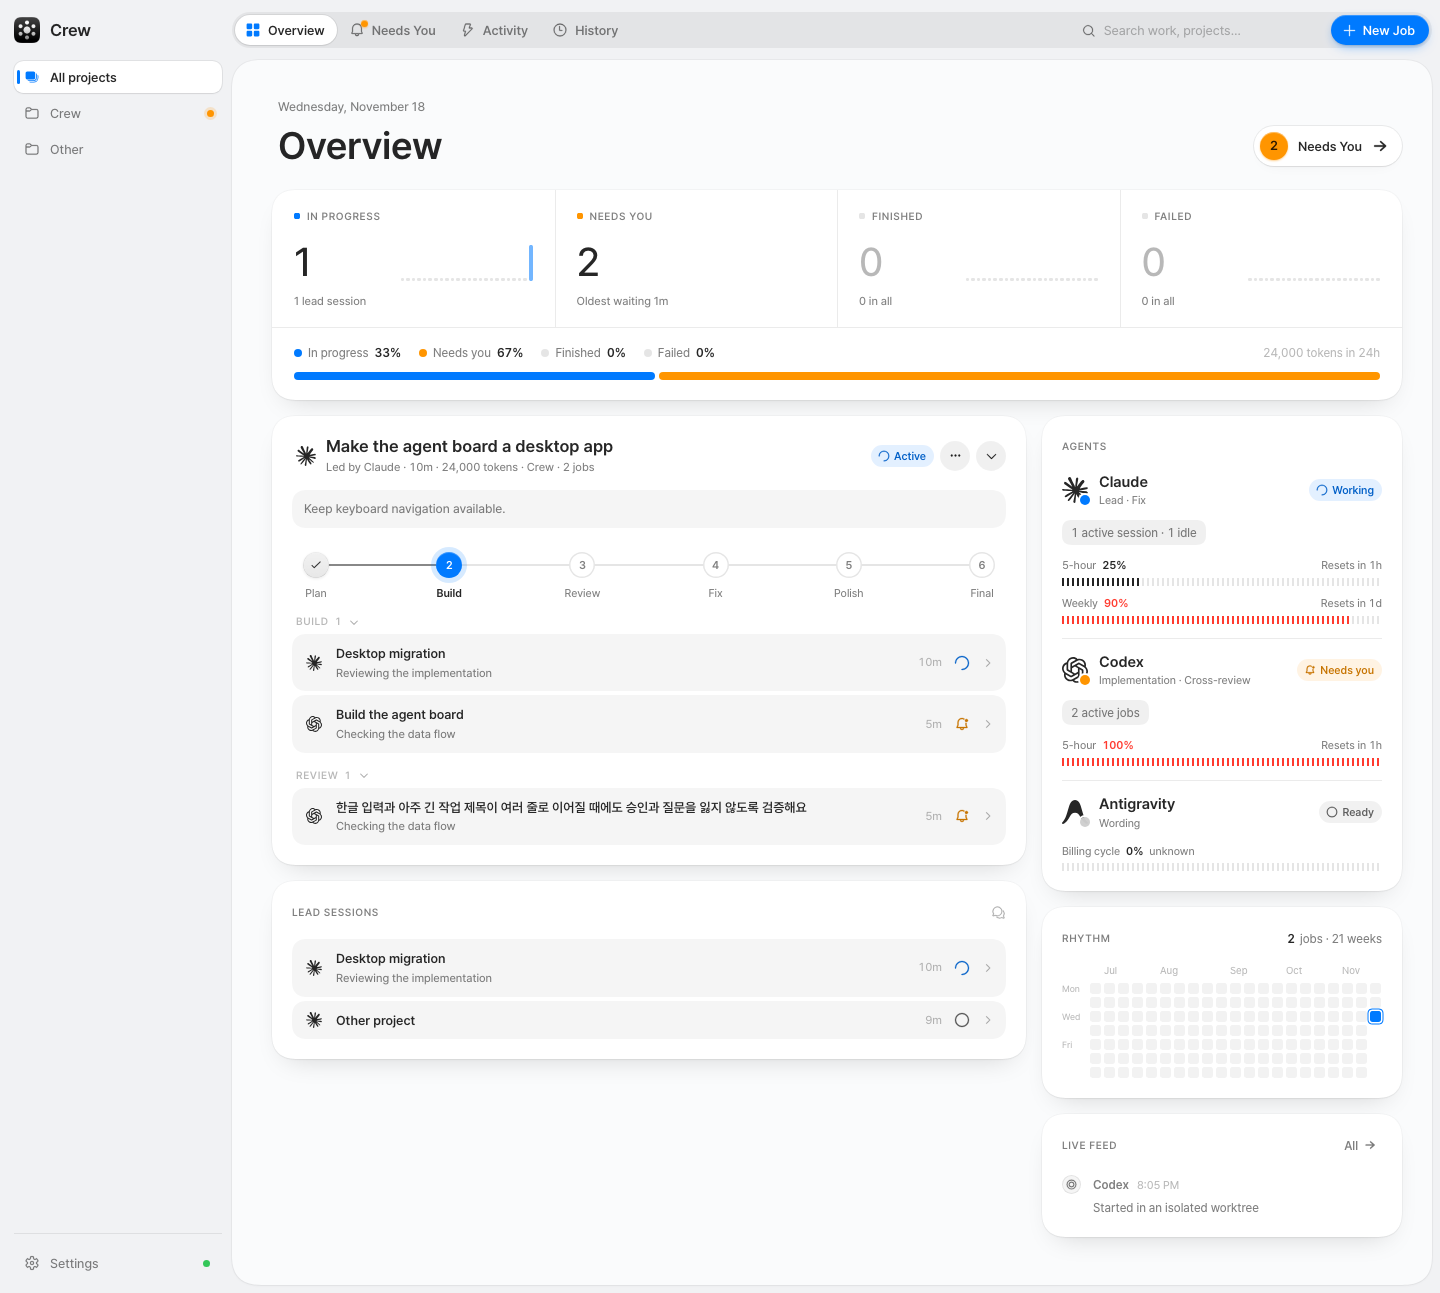 Crew
Overview
Needs You
Activity
History
Search work, projects...
New Job
All projects
Crew
Other
Wednesday, November 18
Overview
2 Needs You
IN PROGRESS
1
1 lead session
NEEDS YOU
2
Oldest waiting 1m
FINISHED
0
0 in all
FAILED
0
0 in all
In progress 33% Needs you 67% Finished 0% Failed 0%
24,000 tokens in 24h
Make the agent board a desktop app
Led by Claude · 10m · 24,000 tokens · Crew · 2 jobs
Active
Keep keyboard navigation available.
2 3 4 5 6
Plan Build Review Fix Polish Final
BUILD 1
Desktop migration
Reviewing the implementation
10m
Build the agent board
Checking the data flow
5m
REVIEW 1
한글 입력과 아주 긴 작업 제목이 여러 줄로 이어질 때에도 승인과 질문을 잃지 않도록 검증해요
Checking the data flow
5m
LEAD SESSIONS
Desktop migration
Reviewing the implementation
10m
Other project
9m
AGENTS
Claude
Lead · Fix
Working
1 active session · 1 idle
5-hour 25% Resets in 1h
Weekly 90% Resets in 1d
Codex
Implementation · Cross-review
Needs you
2 active jobs
5-hour 100% Resets in 1h
Antigravity
Wording
Ready
Billing cycle 0% unknown
RHYTHM
2 jobs · 21 weeks
Jul Aug Sep Oct Nov
Mon
Wed
Fri
LIVE FEED
All
Codex 8:05 PM
Started in an isolated worktree
Settings